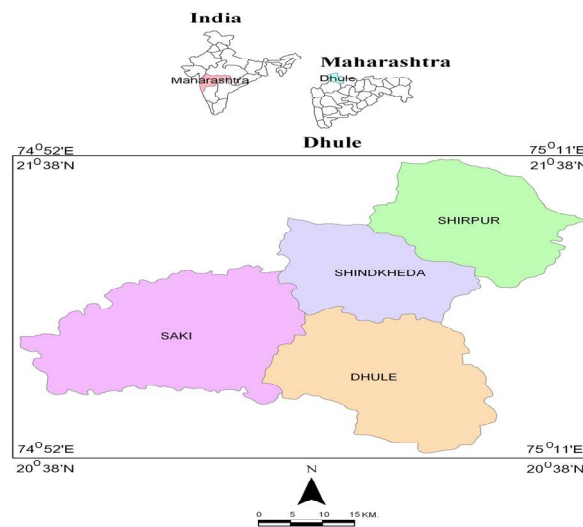 India
Maharashtra
Maharashtra
Dhule
Dhule
74°52'E 75°11'E
21°38'N 21°38'N
SHIRPUR
SHINDKHEDA
SAKI
DHULE
74°52'E 75°11'E
20°38'N 20°38'N
N
0 5 10 15 KM.